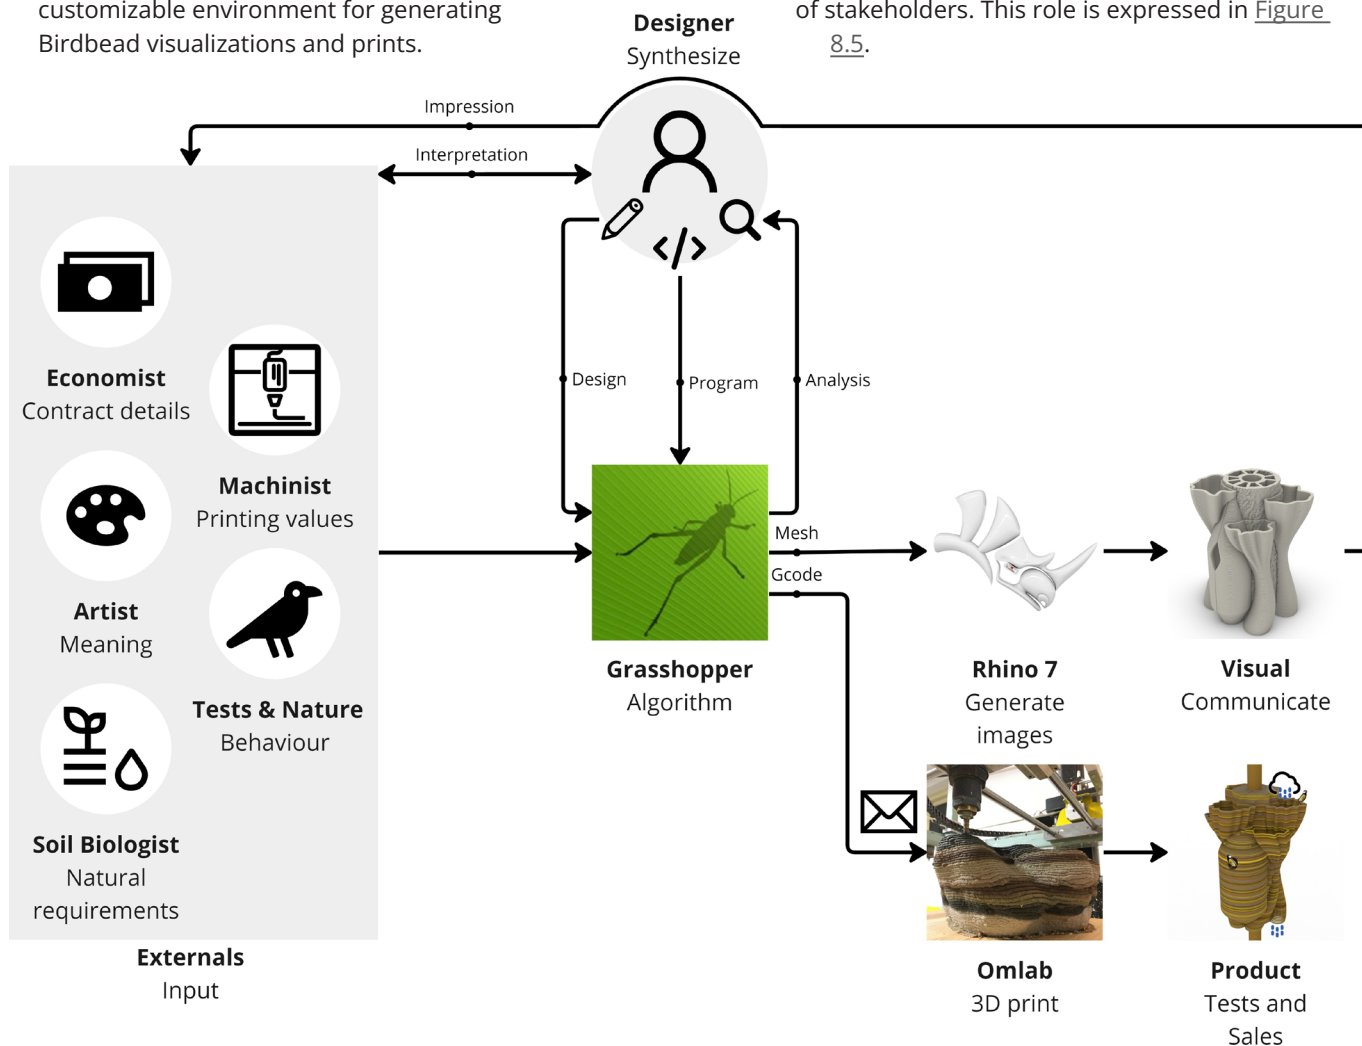 customizable environment for generating
Birdbead visualizations and prints.
of stakeholders. This role is expressed in Figure
8.5.
Designer
Synthesize
Impression
Interpretation
Design
Program
Analysis
Economist
Contract details
Machinist
Printing values
Artist
Meaning
Tests & Nature
Behaviour
Soil Biologist
Natural
requirements
Externals
Input
Mesh
Gcode
Grasshopper
Algorithm
Rhino 7
Generate
images
Visual
Communicate
Omlab
3D print
Product
Tests and
Sales